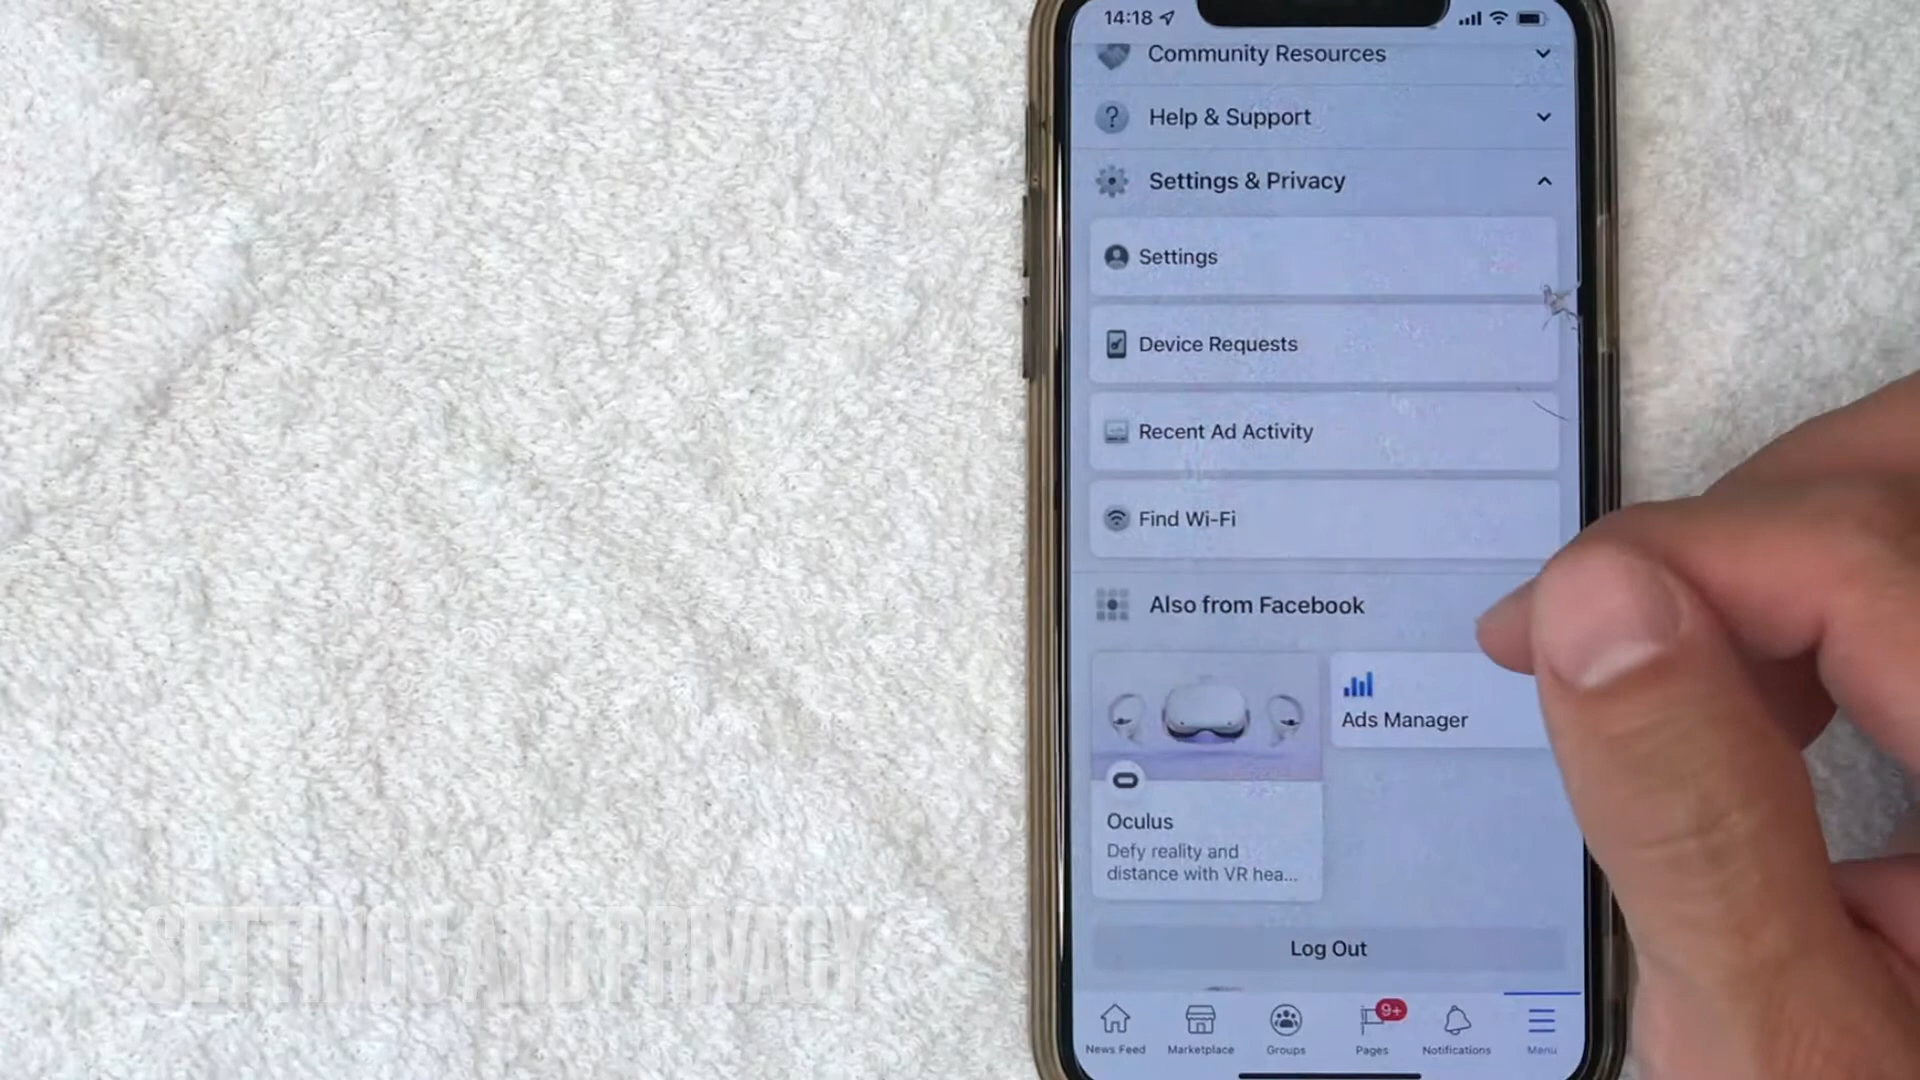 14:18
Community Resources
Help & Support
Settings & Privacy
Settings
Device Requests
Recent Ad Activity
Find Wi-Fi
Also from Facebook
Ads Manager
Oculus
Defy reality and
distance with VR hea...
Log Out
9+
News Feed
Marketplace
Groups
Pages
Notifications
Menu
SETTINGS AND PRIVACY